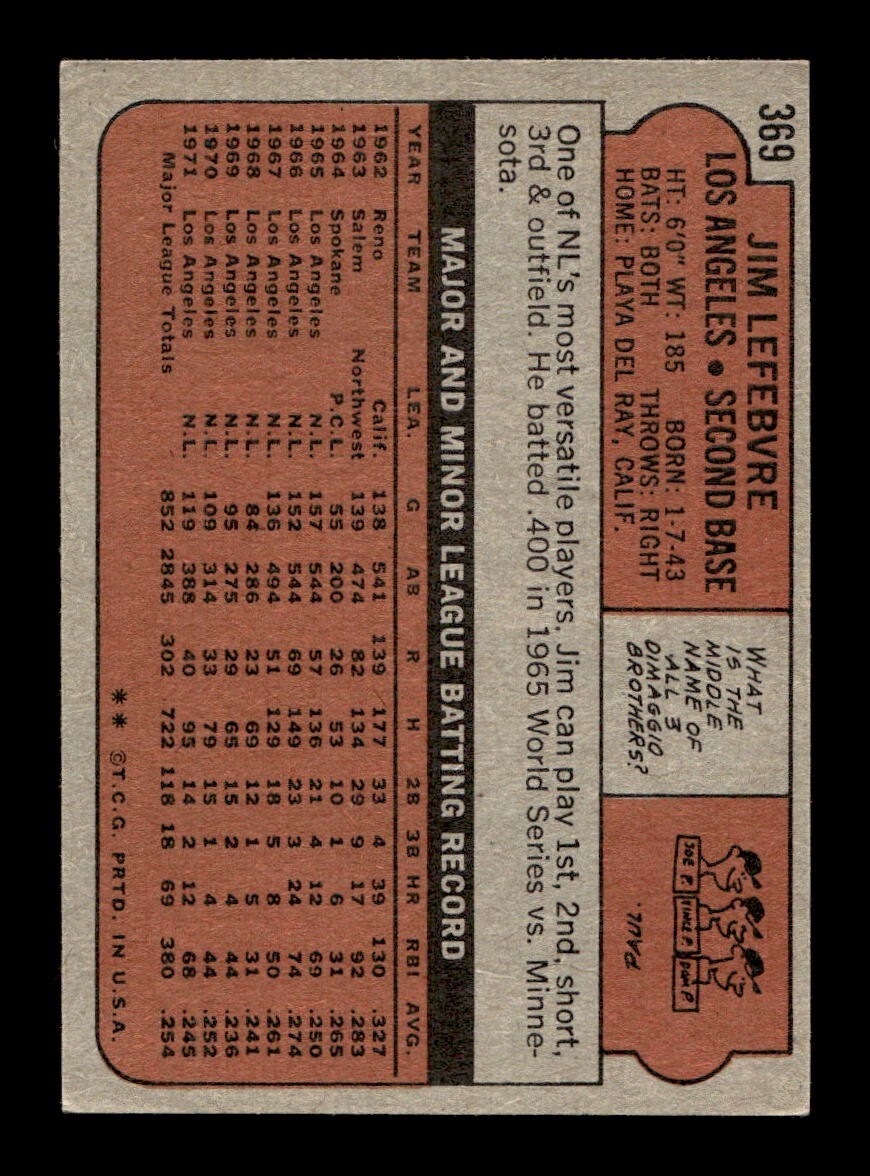 369
JIM LEFEBVRE
LOS ANGELES • SECOND BASE
HT: 6'0" WT: 185 BORN: 1-7-43
BATS: BOTH THROWS: RIGHT
HOME: PLAYA DEL RAY, CALIF.
WHAT
IS THE
MIDDLE
NAME OF
ALL 3
DIMAGGIO
BROTHERS?
JOE P. VINCE P. DOM P.
PAUL.
One of NL's most versatile players, Jim can play 1st, 2nd, short,
3rd & outfield. He batted .400 in 1965 World Series vs. Minne-
sota.
MAJOR AND MINOR LEAGUE BATTING RECORD
YEAR TEAM LEA. G AB R H 2B 3B HR RBI AVG.
1962 Reno Calif. 138 541 139 177 33 4 39 130 .327
1963 Salem Northwest 139 474 82 134 29 9 17 92 .283
1964 Spokane P.C.L. 55 200 26 53 10 1 6 31 .265
1965 Los Angeles N.L. 157 544 57 136 21 4 12 69 .250
1966 Los Angeles N.L. 152 544 69 149 23 3 24 74 .274
1967 Los Angeles N.L. 136 494 51 129 18 5 8 50 .261
1968 Los Angeles N.L. 84 286 23 69 12 1 5 31 .241
1969 Los Angeles N.L. 95 275 29 65 15 2 4 44 .236
1970 Los Angeles N.L. 109 314 33 79 15 1 4 44 .252
1971 Los Angeles N.L. 119 388 40 95 14 2 12 68 .245
Major League Totals 852 2845 302 722 118 18 69 380 .254
** ©T.C.G. PRTD. IN U.S.A.